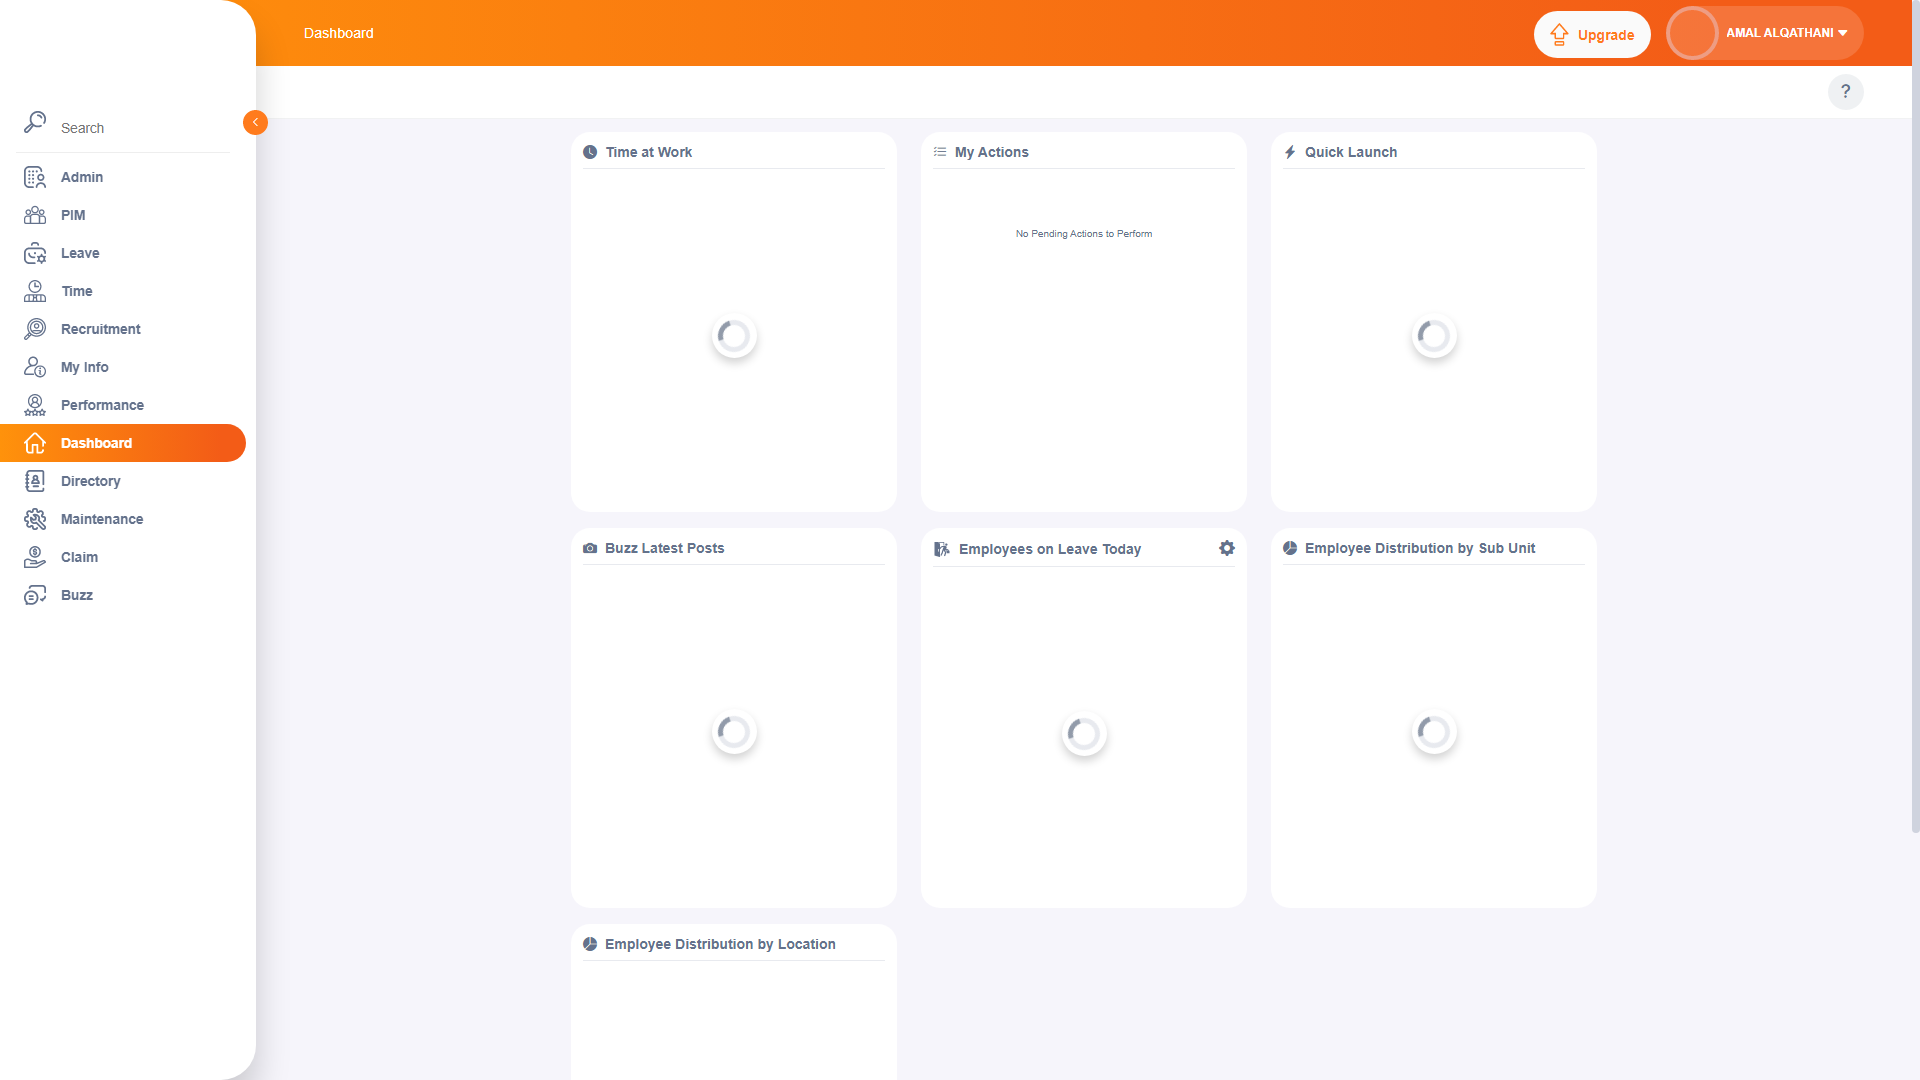 Dashboard
Upgrade
AMAL ALQATHANI
?
Search
Admin
PIM
Leave
Time
Recruitment
My Info
Performance
Dashboard
Directory
Maintenance
Claim
Buzz
Time at Work
My Actions
No Pending Actions to Perform
Quick Launch
Buzz Latest Posts
Employees on Leave Today
Employee Distribution by Sub Unit
Employee Distribution by Location